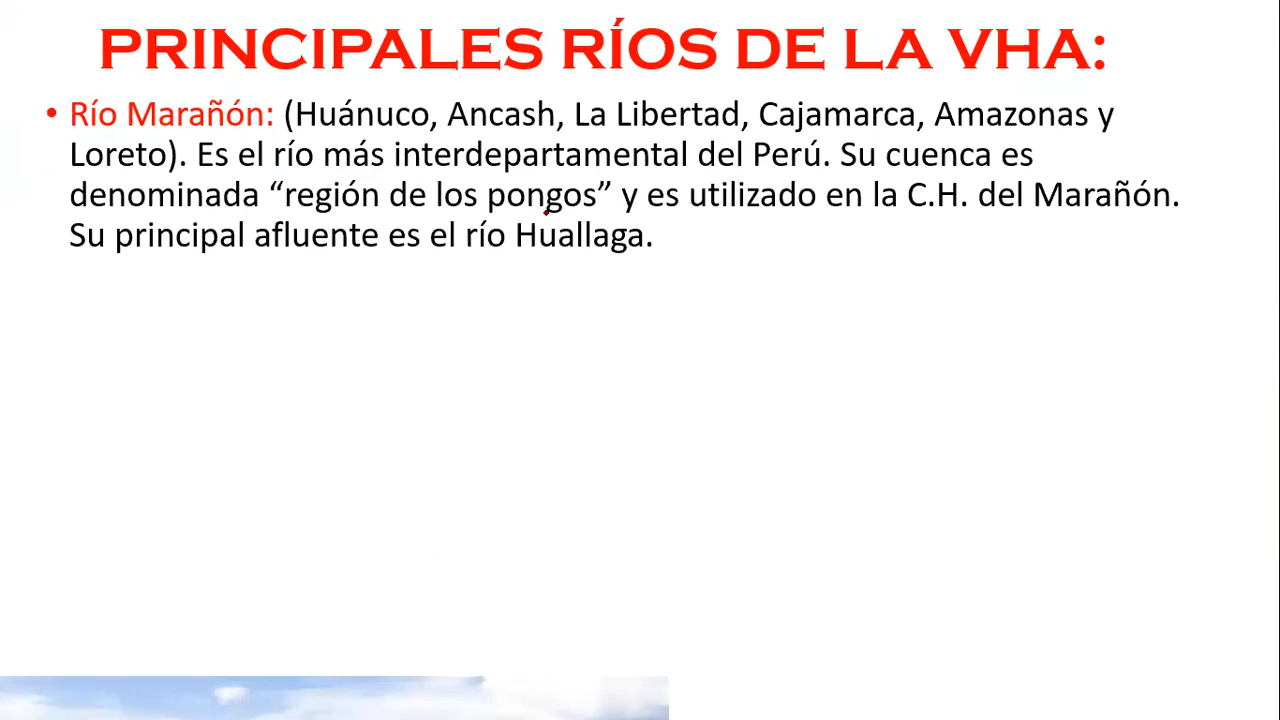 PRINCIPALES RÍOS DE LA VHA:
• Río Marañón: (Huánuco, Ancash, La Libertad, Cajamarca, Amazonas y
Loreto). Es el río más interdepartamental del Perú. Su cuenca es
denominada “región de los pongos” y es utilizado en la C.H. del Marañón.
Su principal afluente es el río Huallaga.